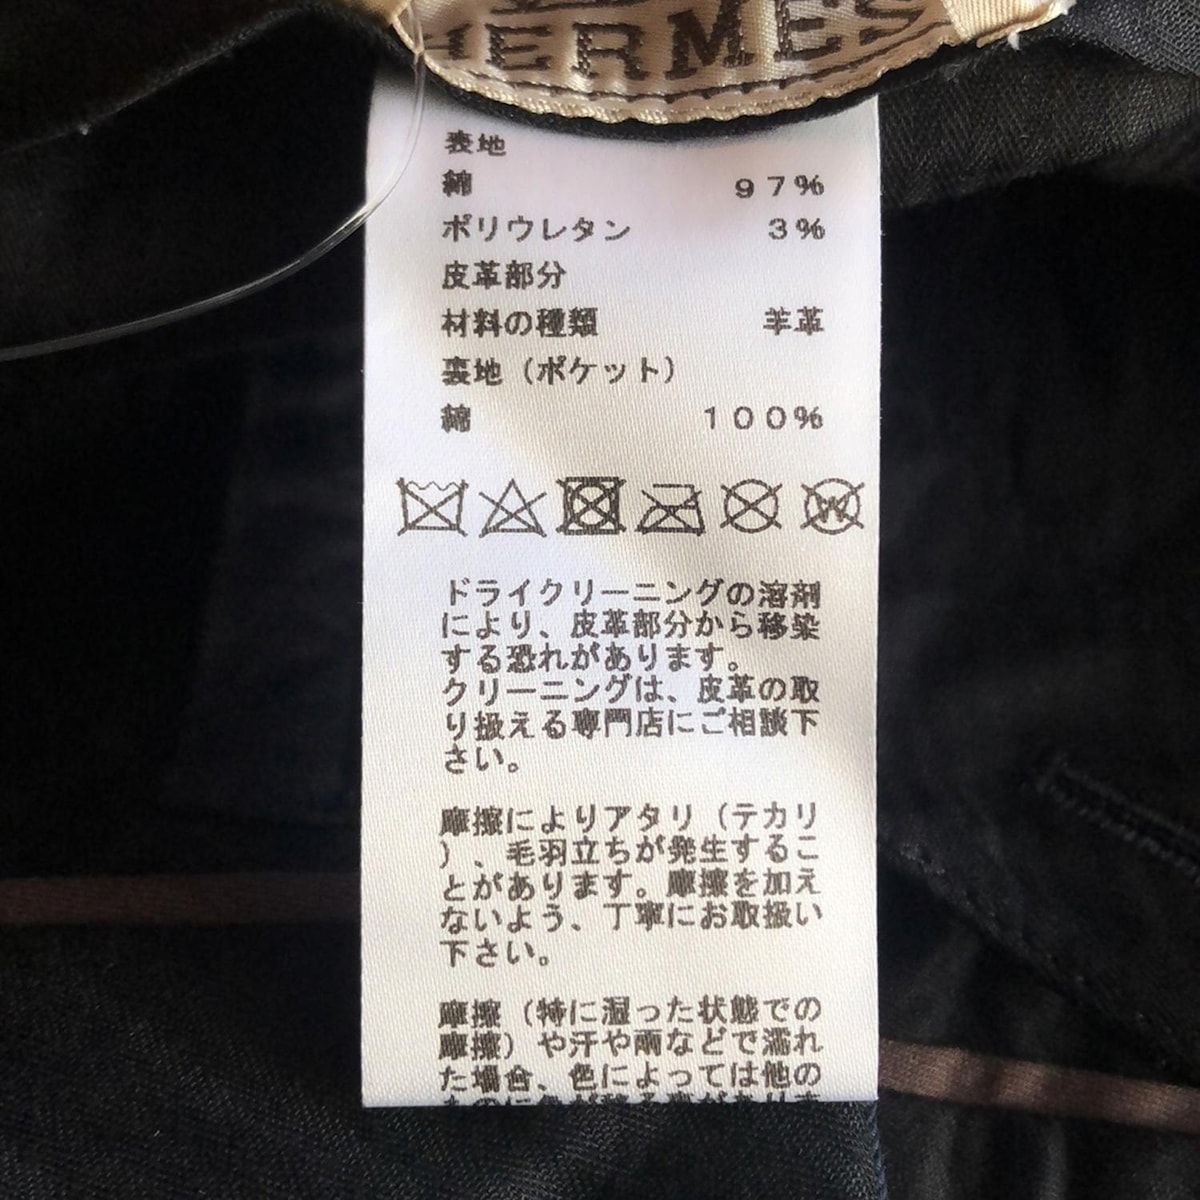 HERMES
表地
綿 97%
ポリウレタン 3%
皮革部分
材料の種類 羊革
裏地（ポケット）
綿 100%
W
ドライクリーニングの溶剤
により、皮革部分から移染
する恐れがあります。
クリーニングは、皮革の取
り扱える専門店にご相談下
さい。
摩擦によりアタリ（テカリ
）、毛羽立ちが発生するこ
とがあります。摩擦を加え
ないよう、丁寧にお取扱い
下さい。
摩擦（特に湿った状態での
摩擦）や汗や雨などで濡れ
た場合、色によっては他の